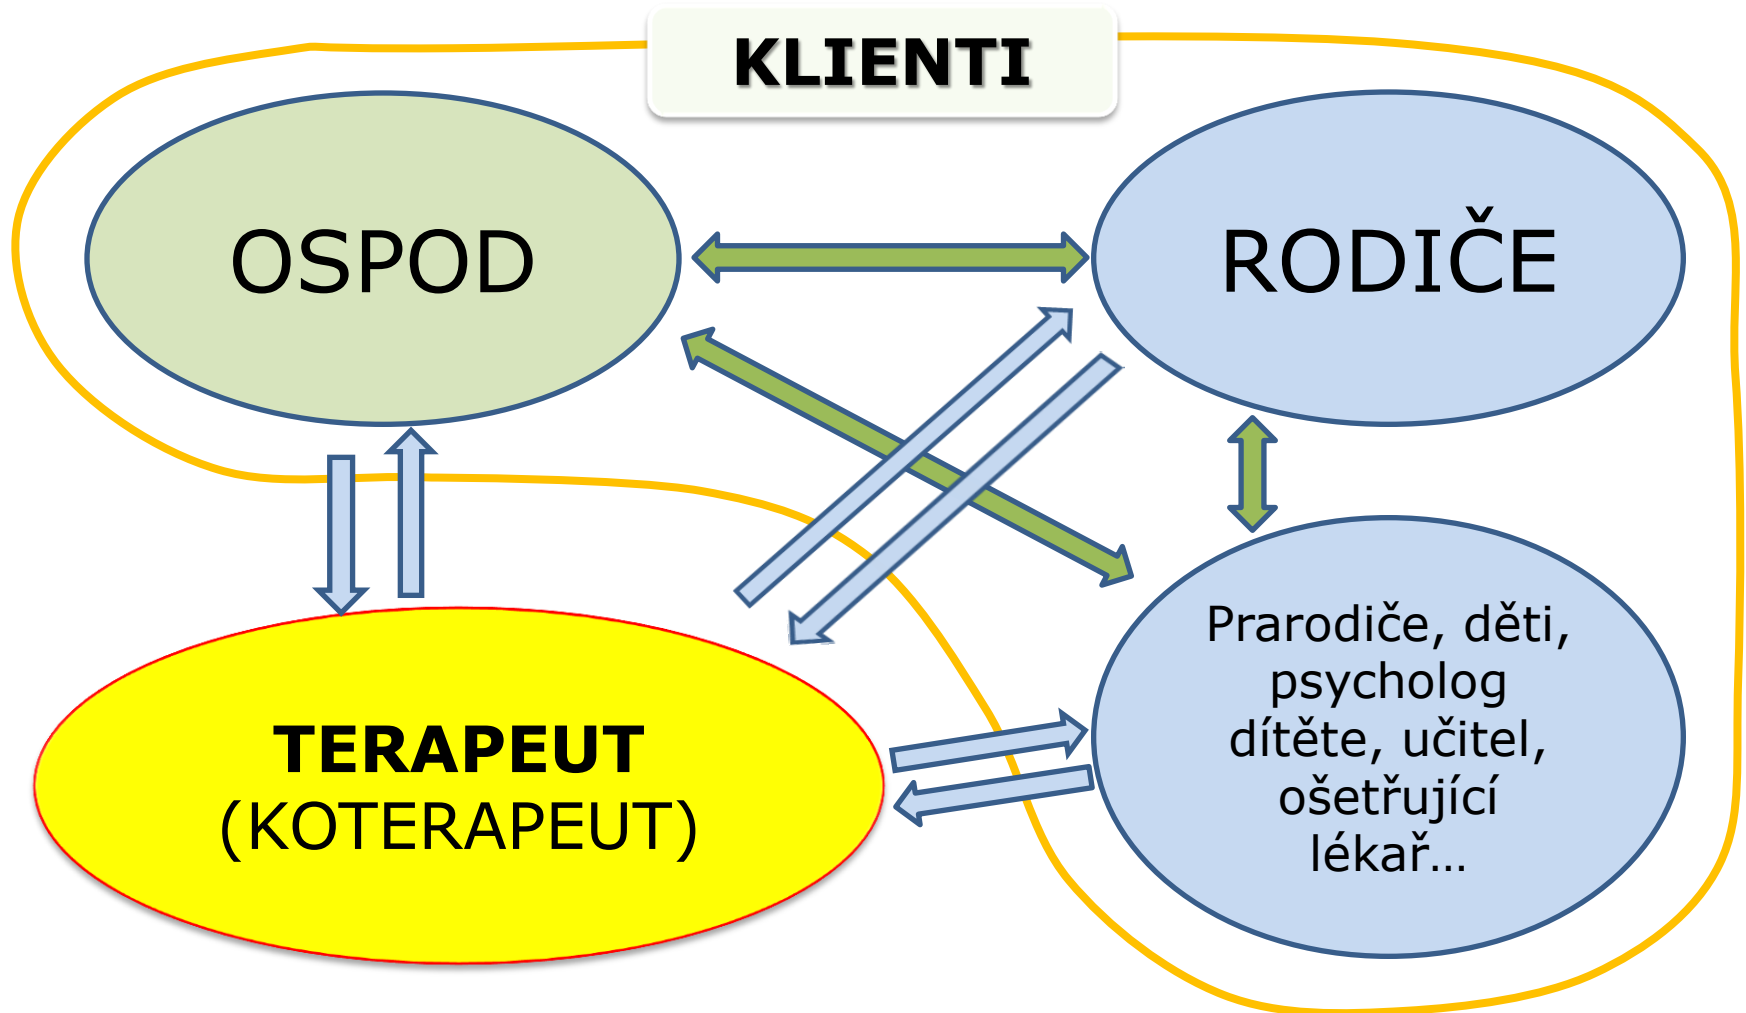 KLIENTI
OSPOD
RODIČE
TERAPEUT
(KOTERAPEUT)
Prarodiče, děti,
psycholog
dítěte, učitel,
ošetřující
lékař…